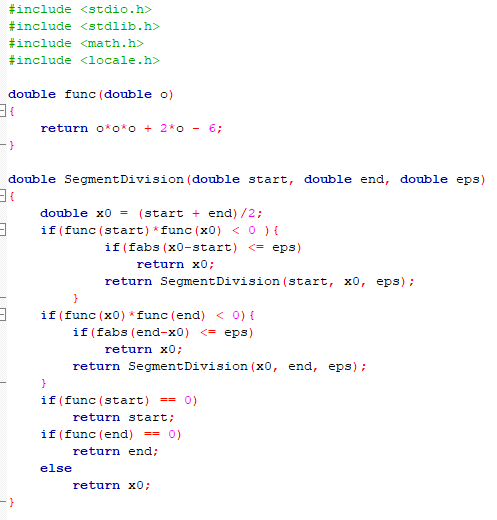 #include <stdio.h>
#include <stdlib.h>
#include <math.h>
#include <locale.h>

double func(double o)
{
    return o*o*o + 2*o - 6;
}

double SegmentDivision(double start, double end, double eps)
{
    double x0 = (start + end)/2;
    if(func(start)*func(x0) < 0 ){
            if(fabs(x0-start) <= eps)
                return x0;
            return SegmentDivision(start, x0, eps);
        }
    if(func(x0)*func(end) < 0){
        if(fabs(end-x0) <= eps)
            return x0;
        return SegmentDivision(x0, end, eps);
    }
    if(func(start) == 0)
        return start;
    if(func(end) == 0)
        return end;
    else
        return x0;
}